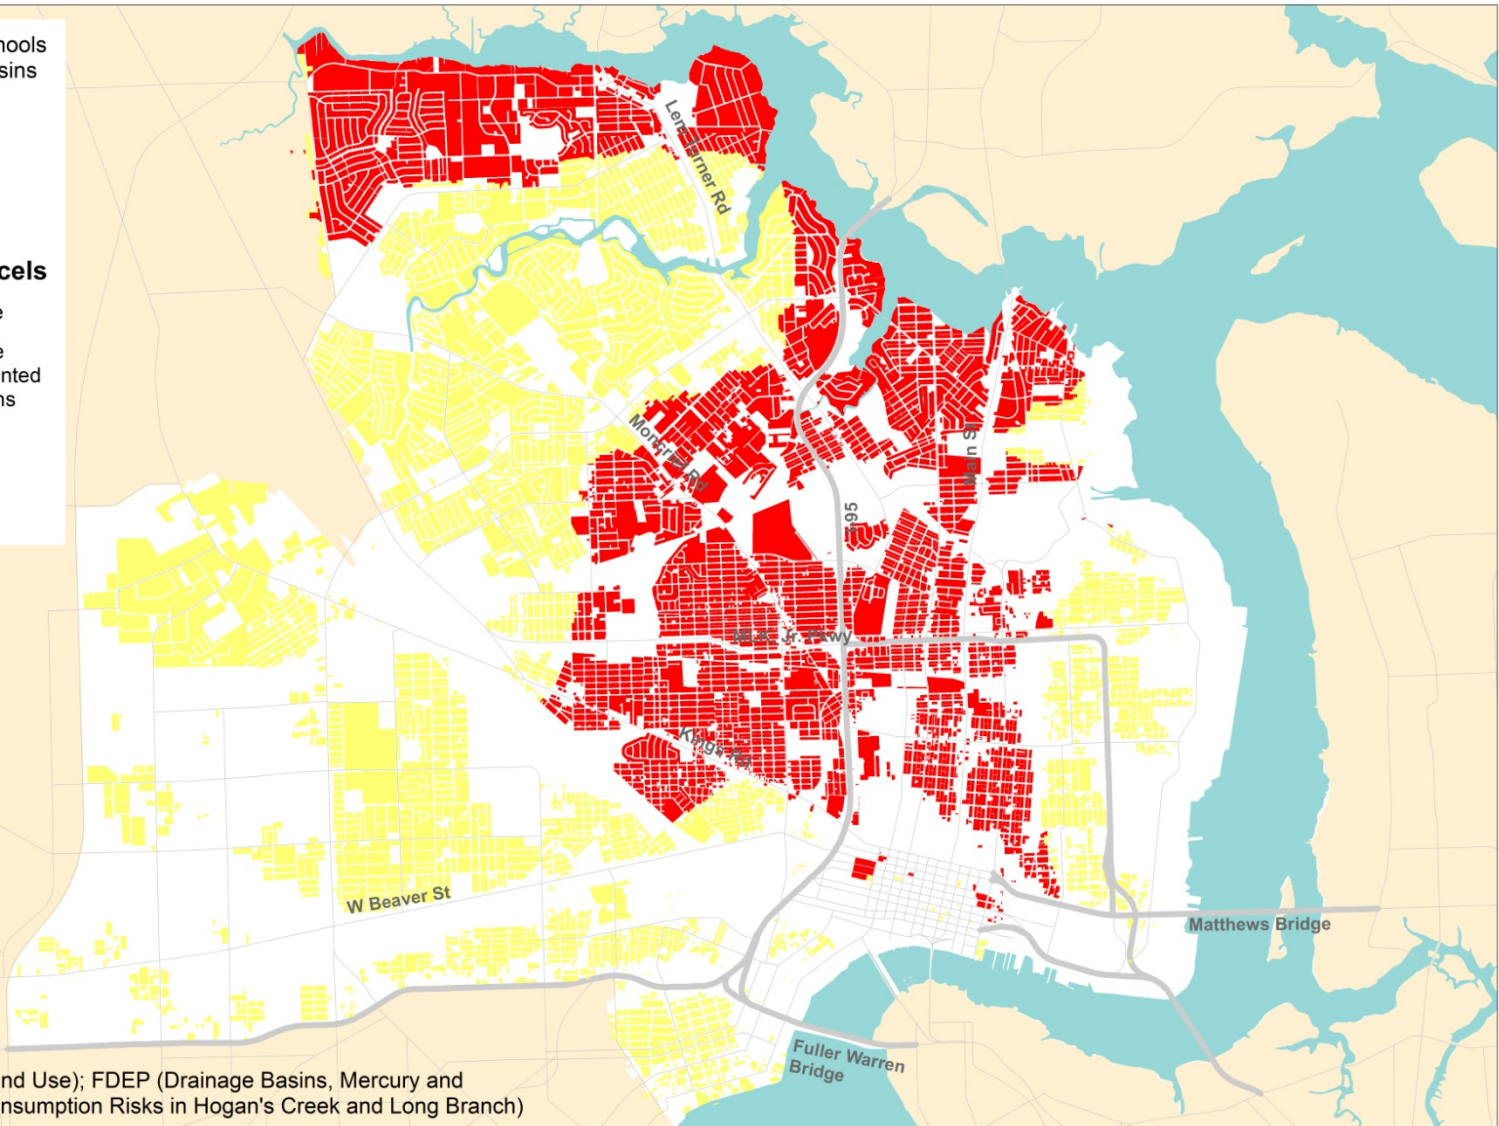 hools
sins
cels
e
e
nted
ns
Lem Turner Rd
Moncrief Rd
Main St
I-95
MLK Jr. Pkwy
Kings Rd
W Beaver St
Matthews Bridge
Fuller Warren
Bridge
nd Use); FDEP (Drainage Basins, Mercury and
nsumption Risks in Hogan's Creek and Long Branch)